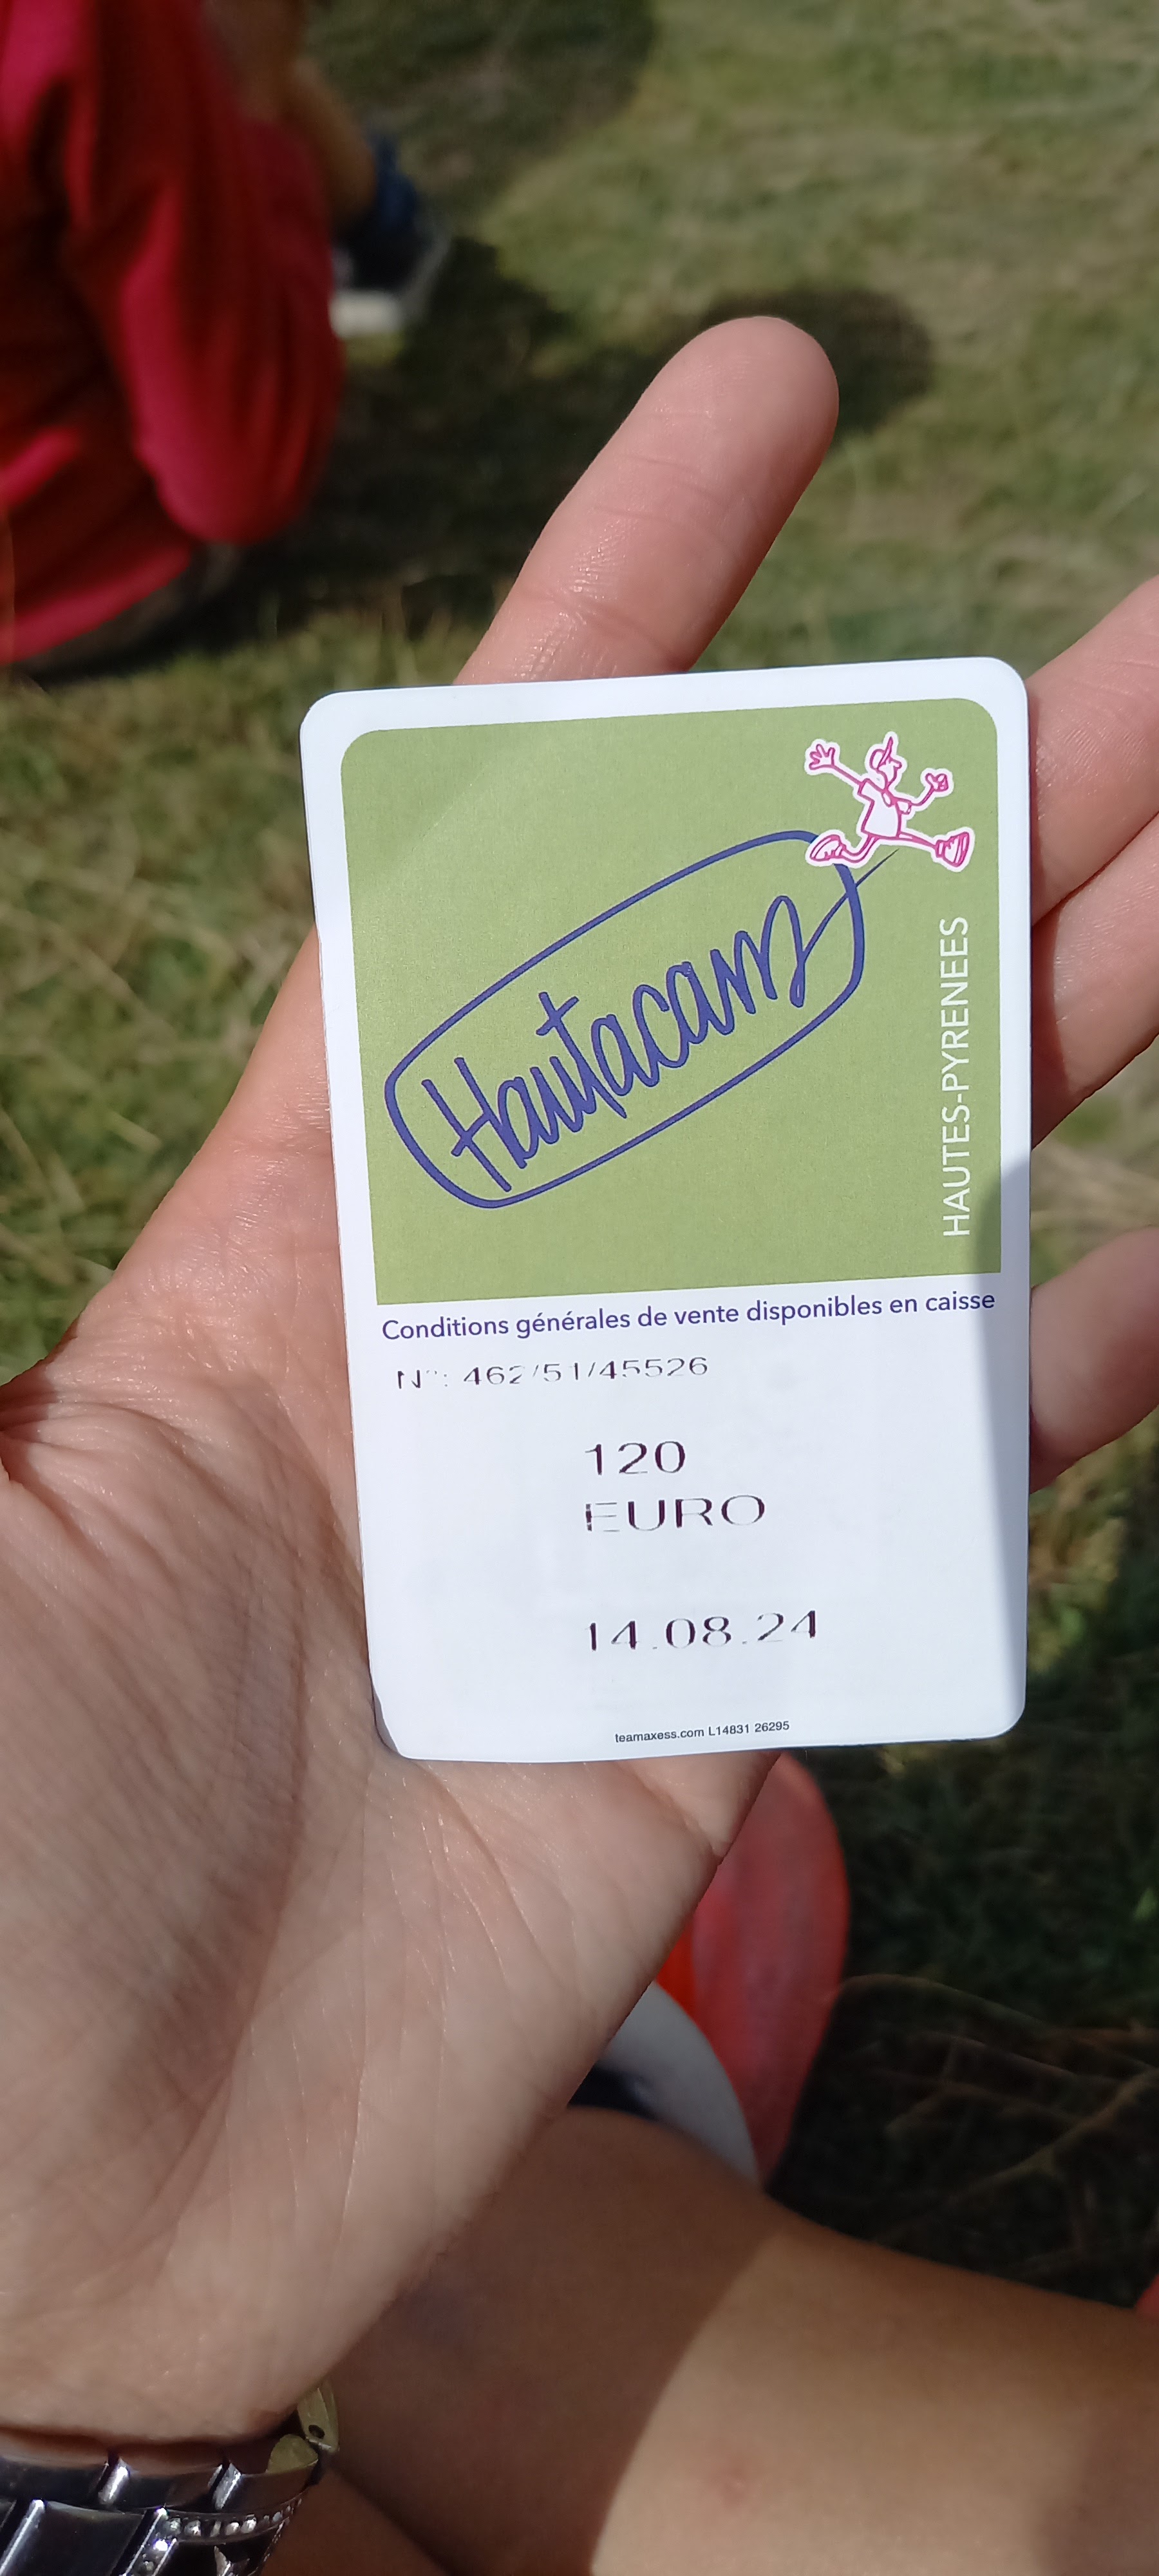 Hautacam
HAUTES-PYRENEES
Conditions générales de vente disponibles en caisse
N°: 462/51/45526
120
EURO
14.08.24
teamaxess.com L14831 26295